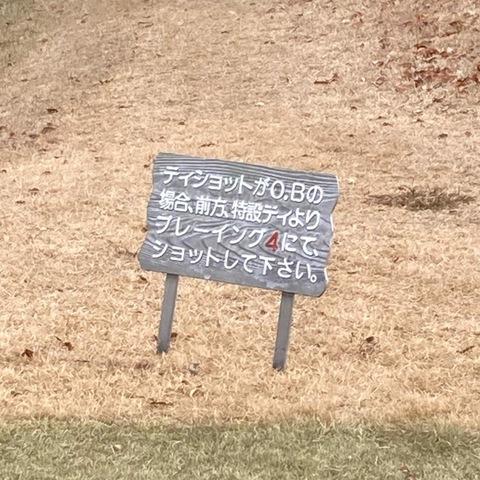 ティショットがO.Bの
場合、前方、特設ティより
プレーイング4にて、
ショットして下さい。